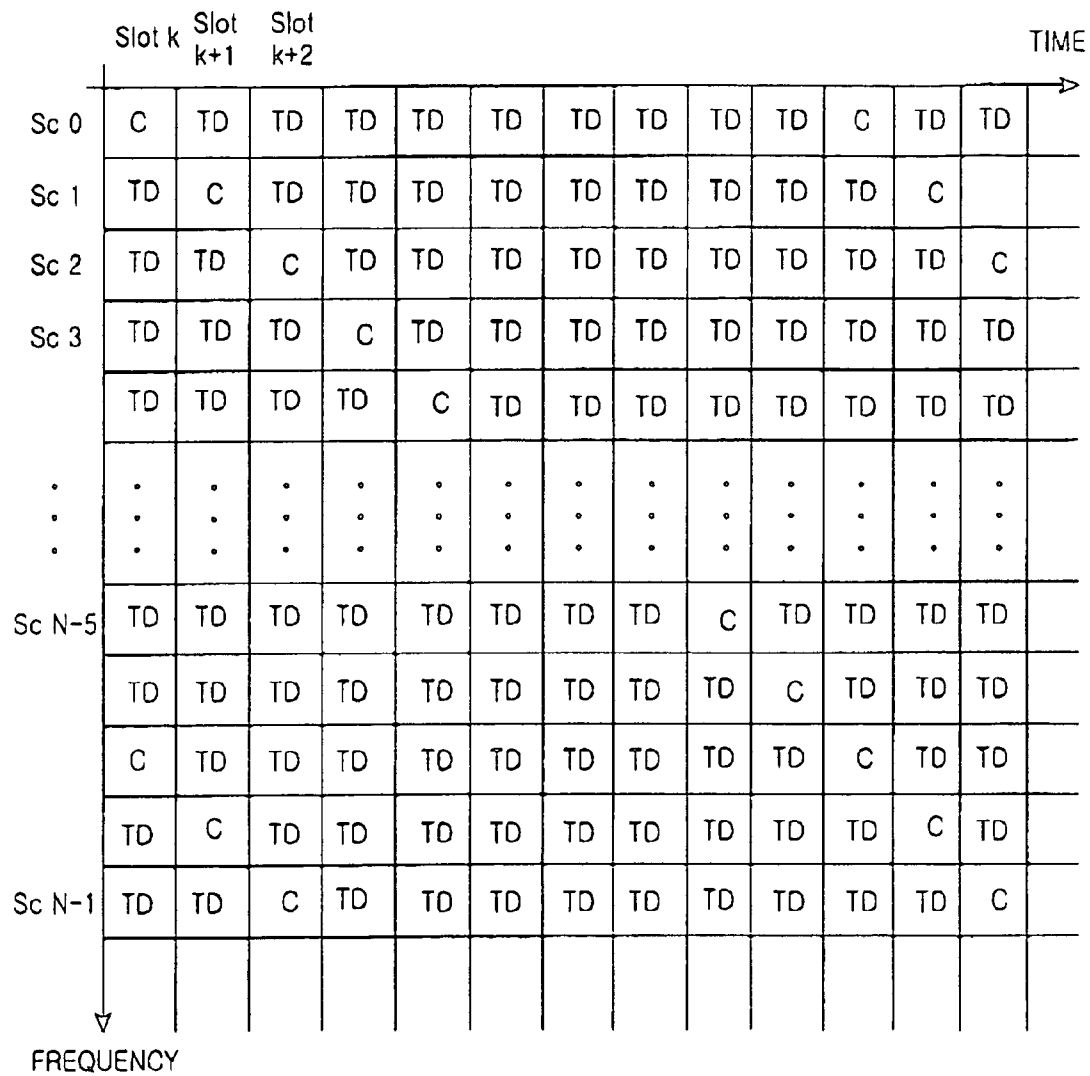 Slot k Slot k+1 Slot k+2 TIME
Sc 0 C TD TD TD TD TD TD TD TD TD C TD TD
Sc 1 TD C TD TD TD TD TD TD TD TD TD C
Sc 2 TD TD C TD TD TD TD TD TD TD TD TD C
Sc 3 TD TD TD C TD TD TD TD TD TD TD TD TD
TD TD TD TD C TD TD TD TD TD TD TD TD
Sc N-5 TD TD TD TD TD TD TD TD C TD TD TD TD
TD TD TD TD TD TD TD TD TD C TD TD TD
C TD TD TD TD TD TD TD TD TD C TD TD
TD C TD TD TD TD TD TD TD TD TD C TD
Sc N-1 TD TD C TD TD TD TD TD TD TD TD TD C
FREQUENCY